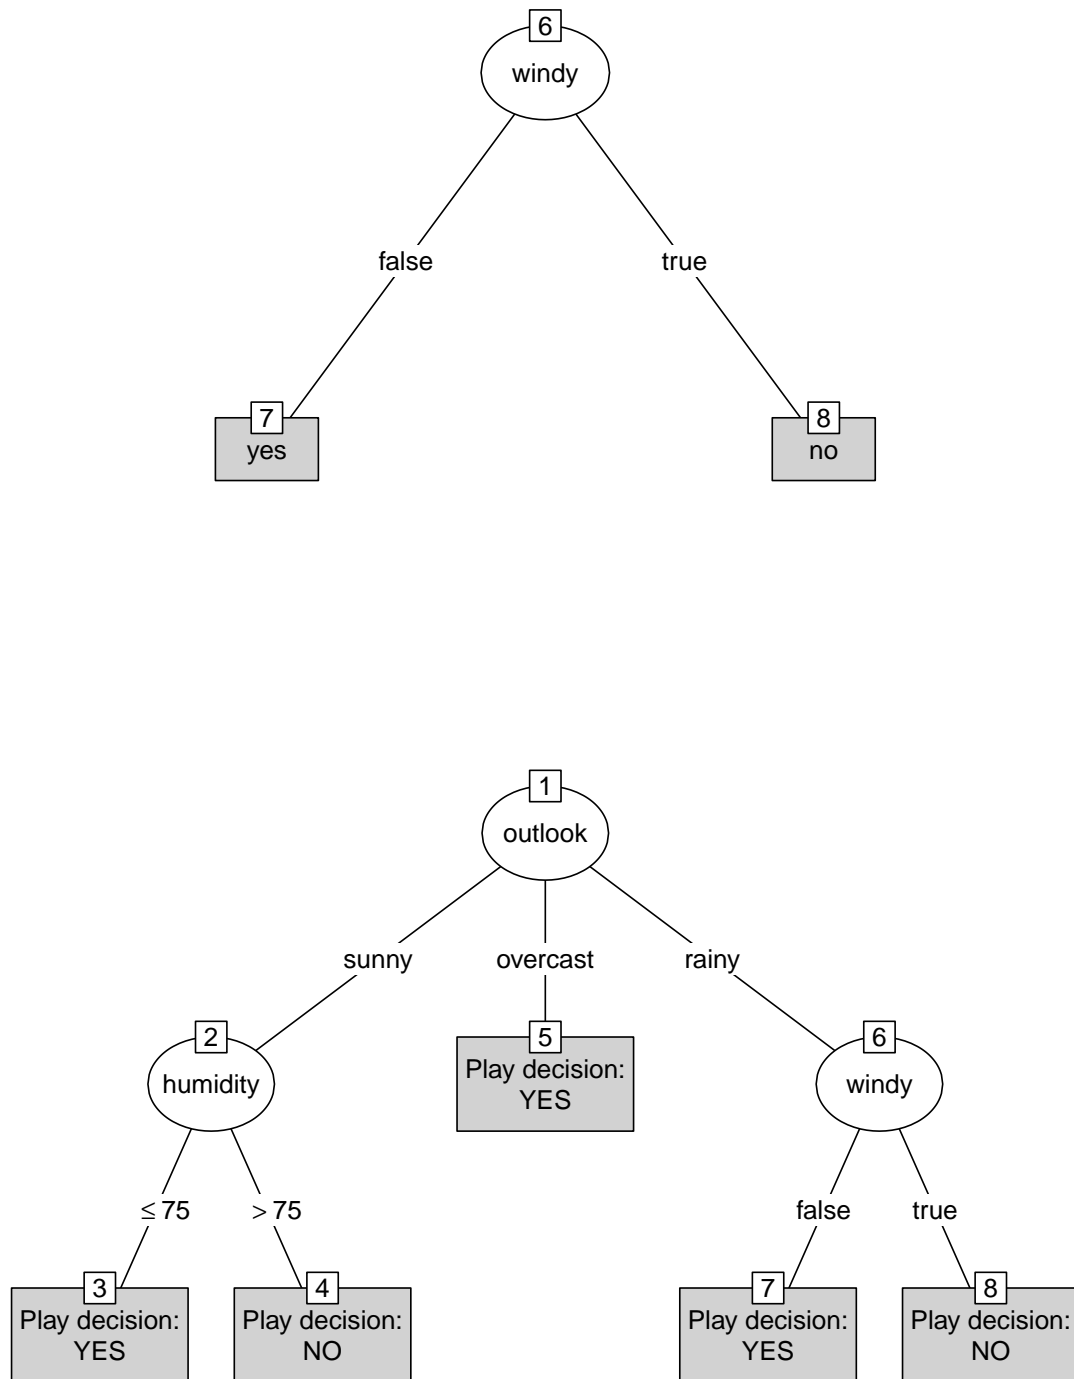 6
windy
false
true
7
yes
8
no
1
outlook
sunny
overcast
rainy
2
humidity
5
Play decision:
YES
6
windy
≤ 75
> 75
false
true
3
Play decision:
YES
4
Play decision:
NO
7
Play decision:
YES
8
Play decision:
NO